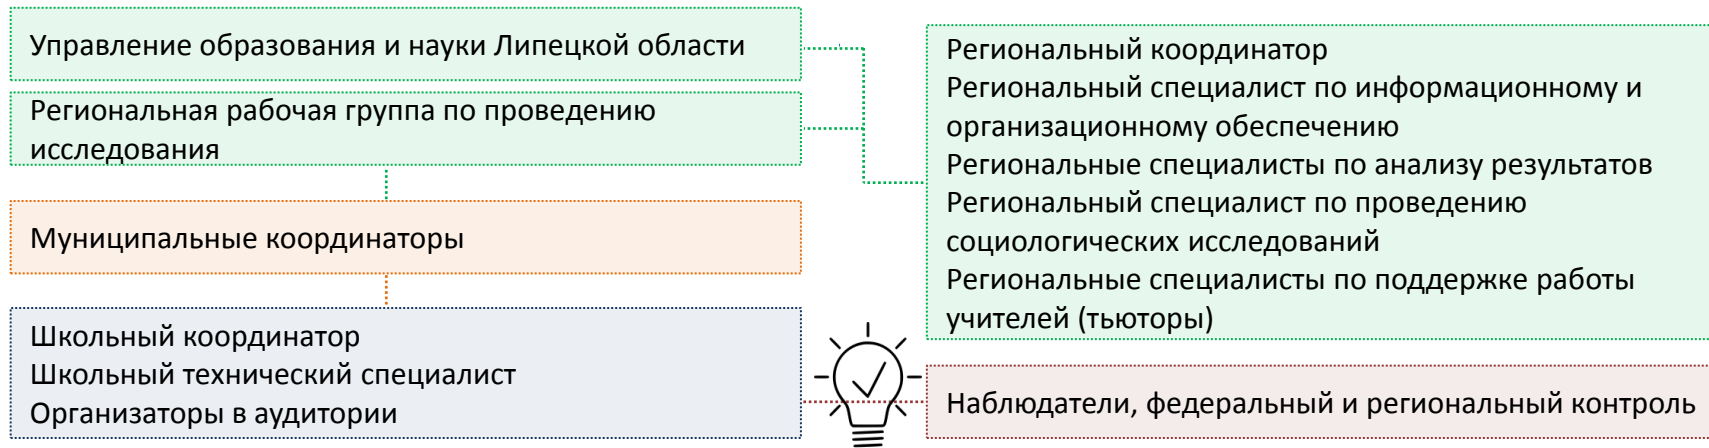 Управление образования и науки Липецкой области
Региональная рабочая группа по проведению
исследования
Муниципальные координаторы
Школьный координатор
Школьный технический специалист
Организаторы в аудитории
Региональный координатор
Региональный специалист по информационному и
организационному обеспечению
Региональные специалисты по анализу результатов
Региональный специалист по проведению
социологических исследований
Региональные специалисты по поддержке работы
учителей (тьюторы)
Наблюдатели, федеральный и региональный контроль